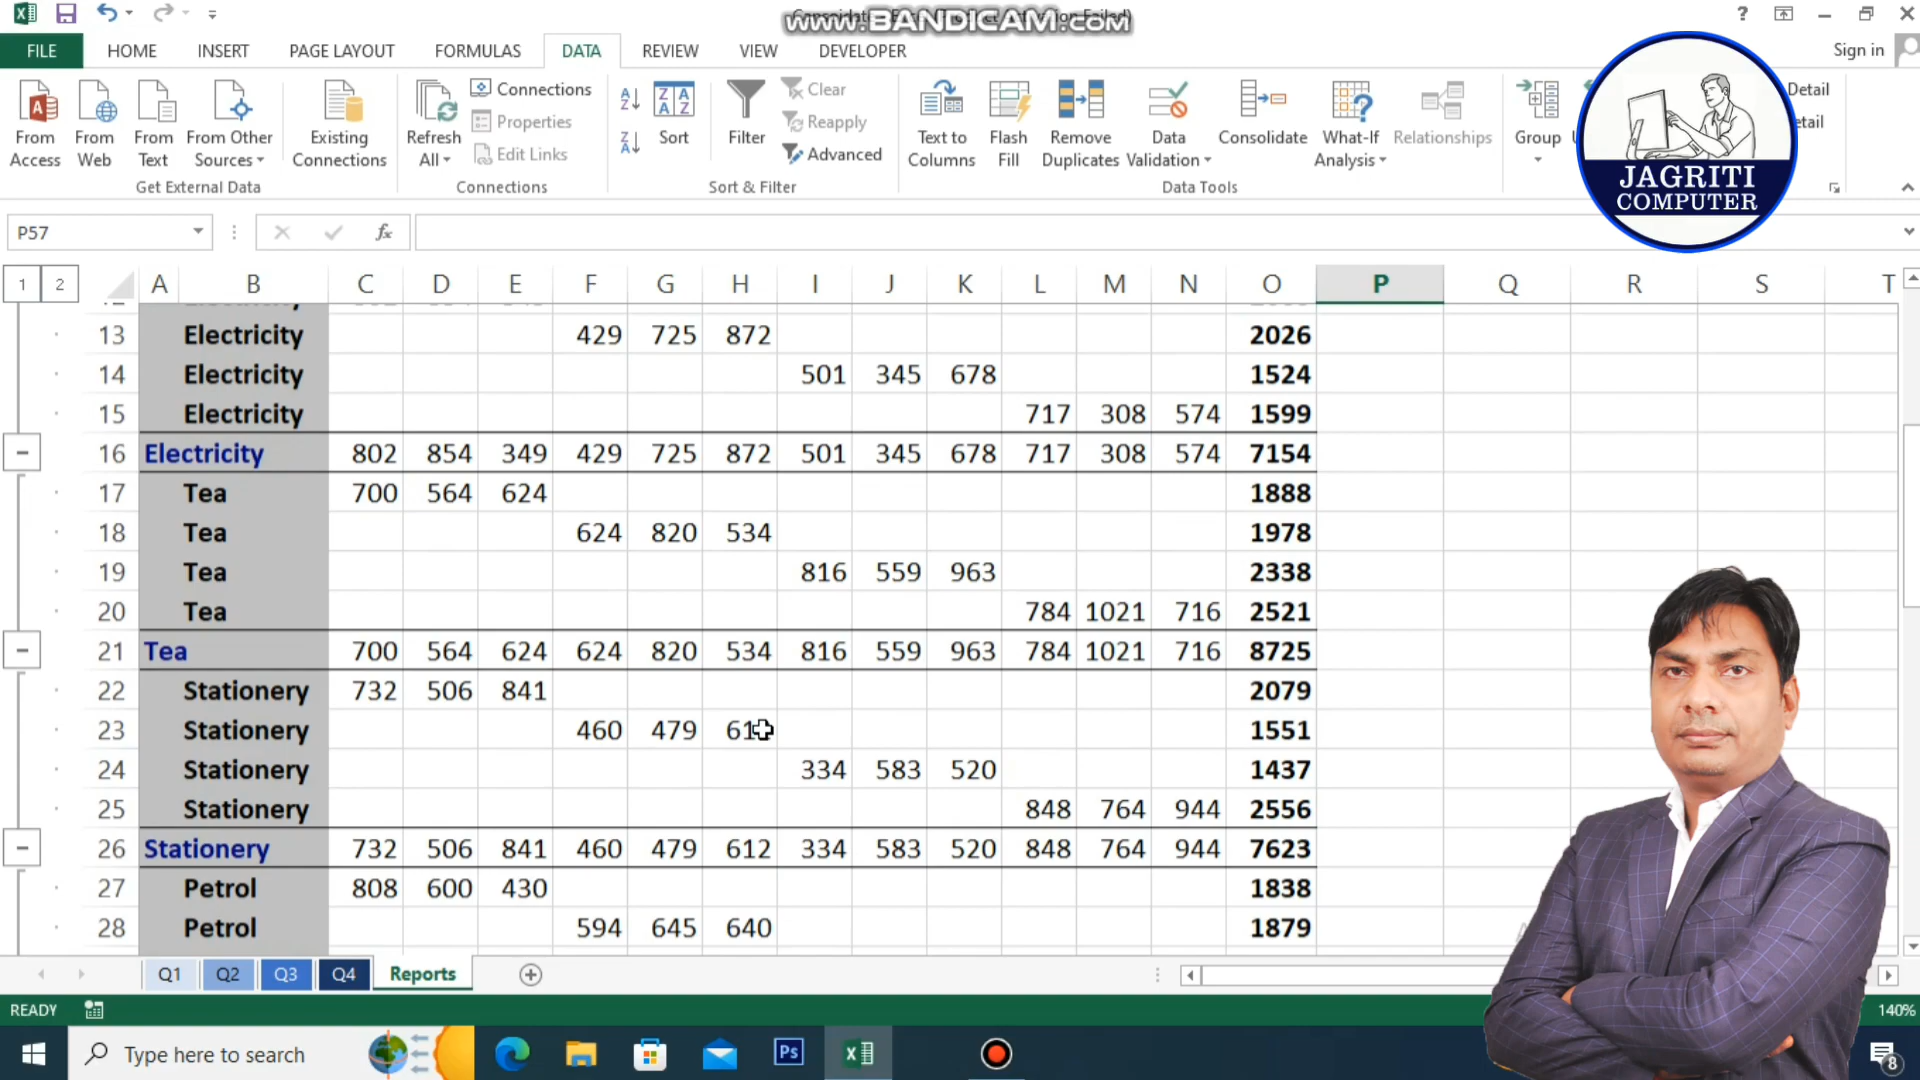 www.BANDICAM.com
FILE HOME INSERT PAGE LAYOUT FORMULAS DATA REVIEW VIEW DEVELOPER Sign in
From Access From Web From Text From Other Sources Existing Connections
Get External Data
Refresh All Connections Properties Edit Links
Connections
Sort Filter Clear Reapply Advanced
Sort & Filter
Text to Columns Flash Fill Remove Duplicates Data Validation Consolidate What-If Analysis Relationships
Data Tools
Group Detail
JAGRITI
COMPUTER
P57 fx
1 2 A B C D E F G H I J K L M N O P Q R S T
13 Electricity 429 725 872 2026
14 Electricity 501 345 678 1524
15 Electricity 717 308 574 1599
16 Electricity 802 854 349 429 725 872 501 345 678 717 308 574 7154
17 Tea 700 564 624 1888
18 Tea 624 820 534 1978
19 Tea 816 559 963 2338
20 Tea 784 1021 716 2521
21 Tea 700 564 624 624 820 534 816 559 963 784 1021 716 8725
22 Stationery 732 506 841 2079
23 Stationery 460 479 1551
24 Stationery 334 583 520 1437
25 Stationery 848 764 944 2556
26 Stationery 732 506 841 460 479 612 334 583 520 848 764 944 7623
27 Petrol 808 600 430 1838
28 Petrol 594 645 640 1879
Q1 Q2 Q3 Q4 Reports
READY 140%
Type here to search Ps 8